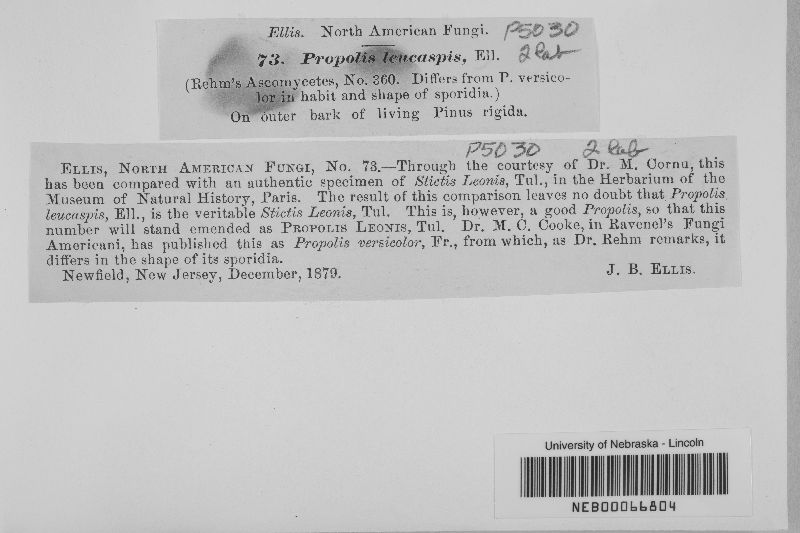 Ellis. North American Fungi. P5030
73. Propolis leucaspis, Ell. 2 lab
(Rehm's Ascomycetes, No. 360. Differs from P. versico-
lor in habit and shape of sporidia.)
On outer bark of living Pinus rigida.
P5030 2 lab
ELLIS, NORTH AMERICAN FUNGI, NO. 73.—Through the courtesy of Dr. M. Cornu, this
has been compared with an authentic specimen of Stictis Leonis, Tul., in the Herbarium of the
Museum of Natural History, Paris. The result of this comparison leaves no doubt that Propolis
leucaspis, Ell., is the veritable Stictis Leonis, Tul. This is, however, a good Propolis, so that this
number will stand emended as PROPOLIS LEONIS, Tul. Dr. M. C. Cooke, in Ravenel's Fungi
Americani, has published this as Propolis versicolor, Fr., from which, as Dr. Rehm remarks, it
differs in the shape of its sporidia.
Newfield, New Jersey, December, 1879. J. B. ELLIS.
University of Nebraska - Lincoln
NEB00066804